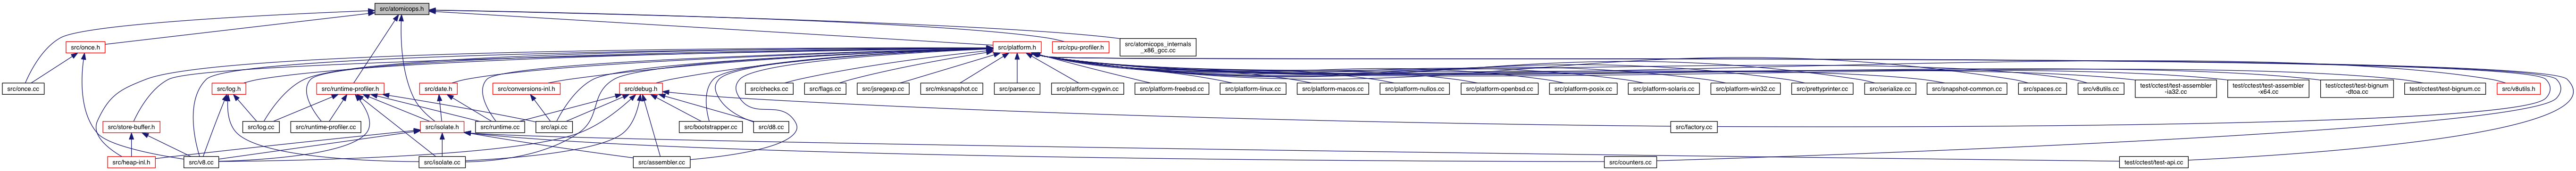 src/atomicops.h
src/once.h
src/platform.h
src/cpu-profiler.h
src/atomicops_internals
_x86_gcc.cc
src/once.cc
src/log.h
src/runtime-profiler.h
src/date.h
src/conversions-inl.h
src/debug.h
src/checks.cc
src/flags.cc
src/jsregexp.cc
src/mksnapshot.cc
src/parser.cc
src/platform-cygwin.cc
src/platform-freebsd.cc
src/platform-linux.cc
src/platform-macos.cc
src/platform-nullos.cc
src/platform-openbsd.cc
src/platform-posix.cc
src/platform-solaris.cc
src/platform-win32.cc
src/prettyprinter.cc
src/serialize.cc
src/snapshot-common.cc
src/spaces.cc
src/v8utils.cc
test/cctest/test-assembler
-ia32.cc
test/cctest/test-assembler
-x64.cc
test/cctest/test-bignum
-dtoa.cc
test/cctest/test-bignum.cc
src/v8utils.h
src/store-buffer.h
src/log.cc
src/runtime-profiler.cc
src/isolate.h
src/runtime.cc
src/api.cc
src/bootstrapper.cc
src/d8.cc
src/factory.cc
src/heap-inl.h
src/v8.cc
src/isolate.cc
src/assembler.cc
src/counters.cc
test/cctest/test-api.cc